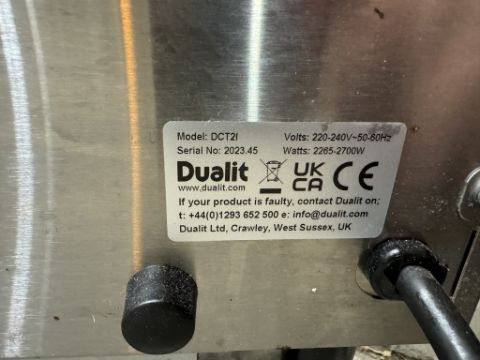 Model: DCT2I Volts: 220-240V~50-60Hz
Serial No: 2023.45 Watts: 2265-2700W
Dualit UK CA CE
www.dualit.com
If your product is faulty, contact Dualit on;
t: +44(0)1293 652 500 e: info@dualit.com
Dualit Ltd, Crawley, West Sussex, UK